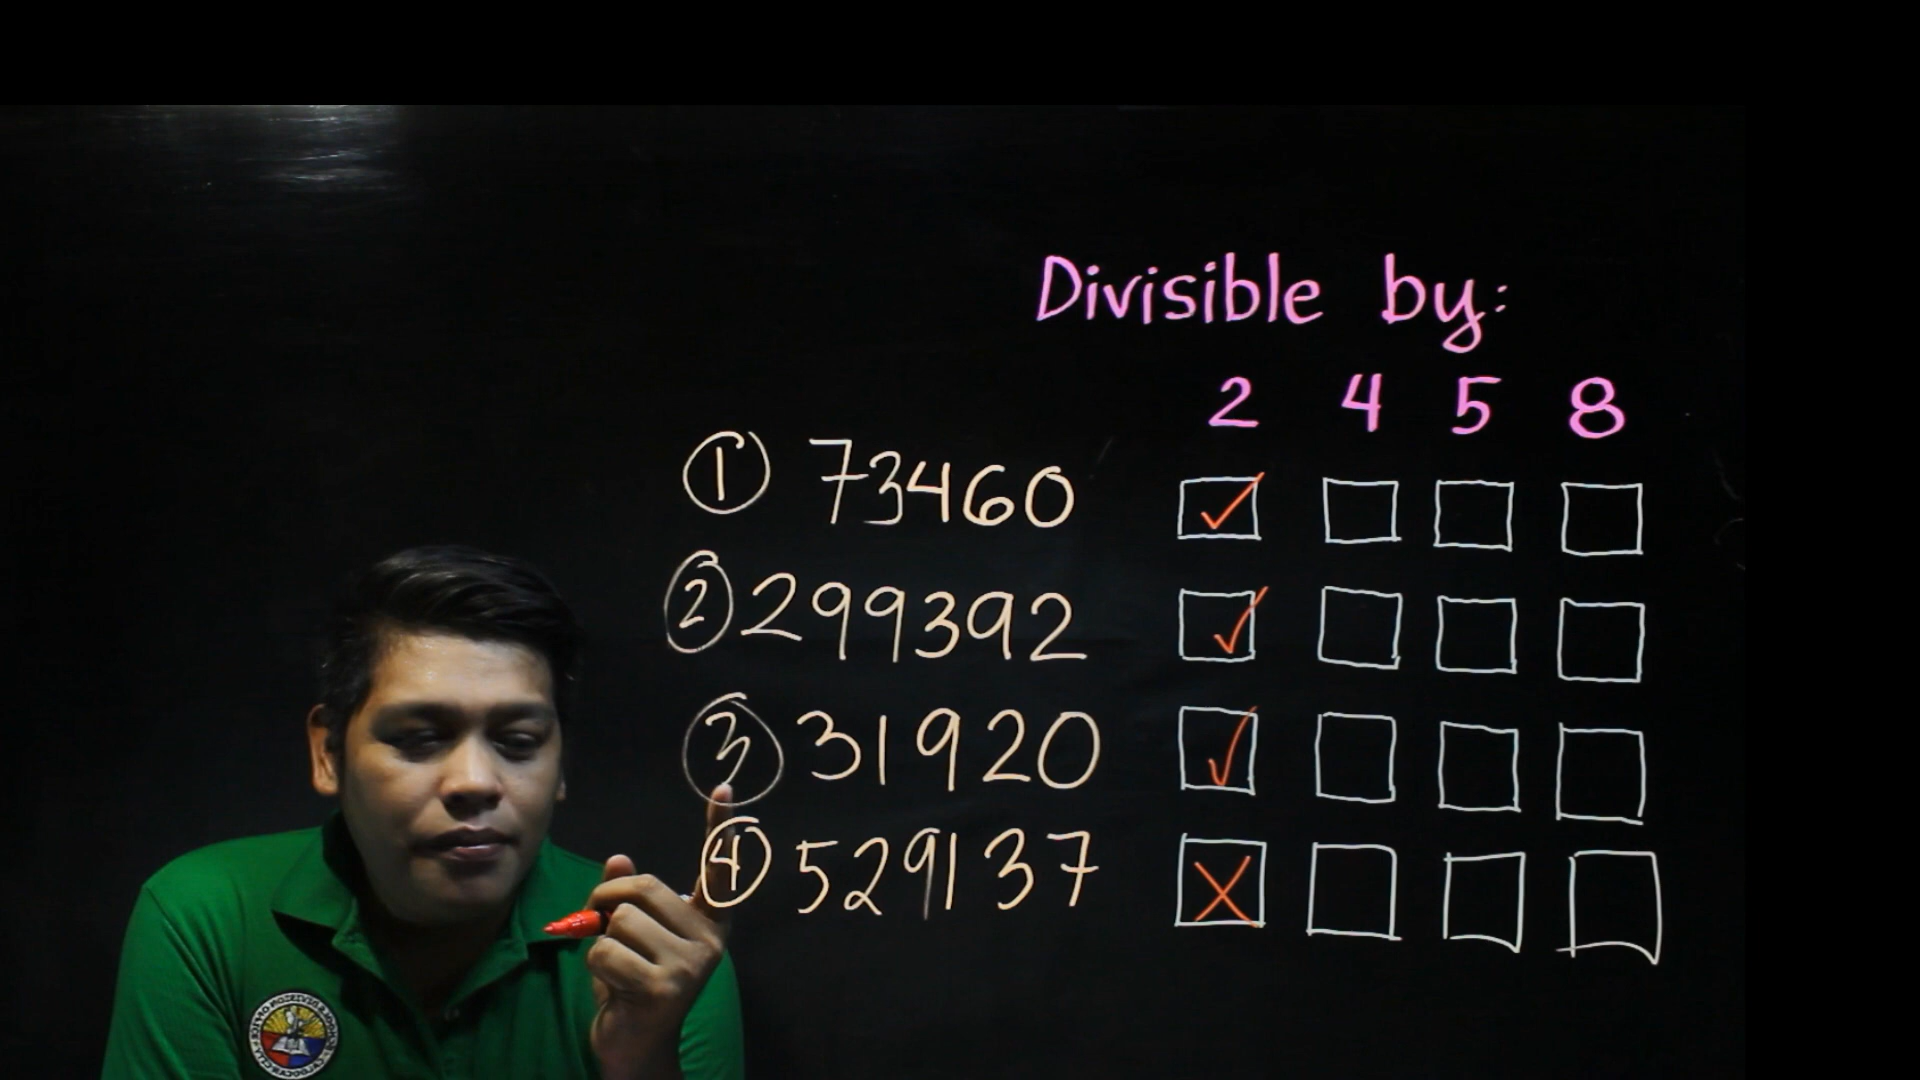 Divisible by:
2 4 5 8
① 73460 ✓
② 299392 ✓
③ 31920 ✓
④ 529137 X